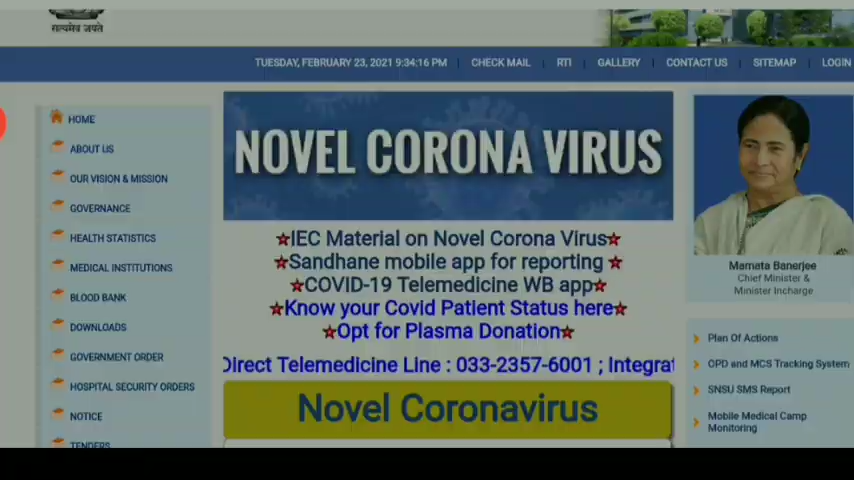 सत्यमेव जयते
TUESDAY, FEBRUARY 23, 2021 9:34:16 PM
CHECK MAIL
RTI
GALLERY
CONTACT US
SITEMAP
LOGIN
HOME
ABOUT US
OUR VISION & MISSION
GOVERNANCE
HEALTH STATISTICS
MEDICAL INSTITUTIONS
BLOOD BANK
DOWNLOADS
GOVERNMENT ORDER
HOSPITAL SECURITY ORDERS
NOTICE
TENDERS
NOVEL CORONA VIRUS
IEC Material on Novel Corona Virus
Sandhane mobile app for reporting
COVID-19 Telemedicine WB app
Know your Covid Patient Status here
Opt for Plasma Donation
Direct Telemedicine Line : 033-2357-6001 ; Integrat
Novel Coronavirus
Mamata Banerjee
Chief Minister &
Minister Incharge
Plan Of Actions
OPD and MCS Tracking System
SNSU SMS Report
Mobile Medical Camp
Monitoring